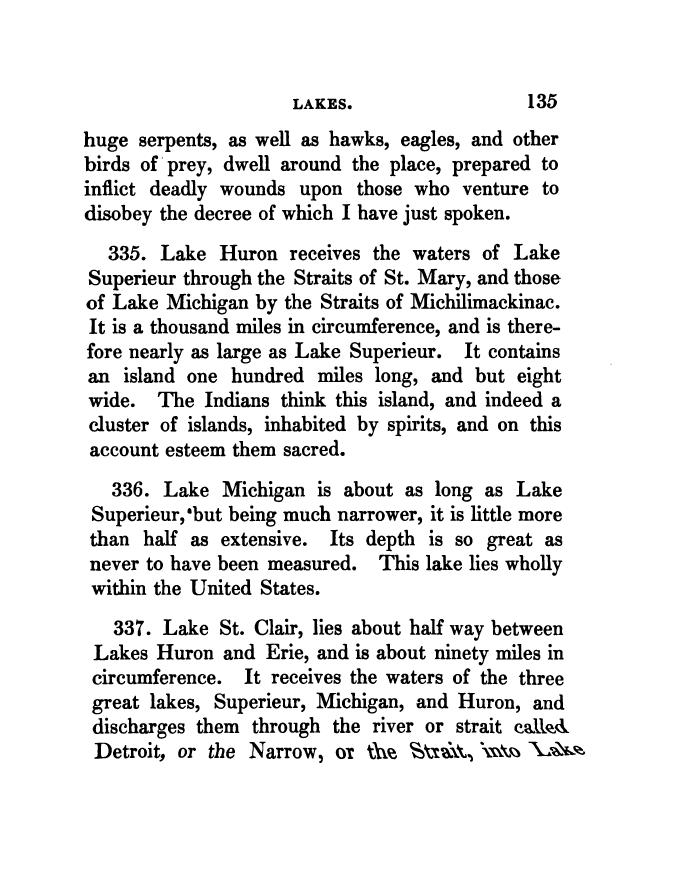 LAKES. 135
huge serpents, as well as hawks, eagles, and other
birds of prey, dwell around the place, prepared to
inflict deadly wounds upon those who venture to
disobey the decree of which I have just spoken.
335. Lake Huron receives the waters of Lake
Superieur through the Straits of St. Mary, and those
of Lake Michigan by the Straits of Michilimackinac.
It is a thousand miles in circumference, and is there-
fore nearly as large as Lake Superieur. It contains
an island one hundred miles long, and but eight
wide. The Indians think this island, and indeed a
cluster of islands, inhabited by spirits, and on this
account esteem them sacred.
336. Lake Michigan is about as long as Lake
Superieur, but being much narrower, it is little more
than half as extensive. Its depth is so great as
never to have been measured. This lake lies wholly
within the United States.
337. Lake St. Clair, lies about half way between
Lakes Huron and Erie, and is about ninety miles in
circumference. It receives the waters of the three
great lakes, Superieur, Michigan, and Huron, and
discharges them through the river or strait called
Detroit, or the Narrow, or the Strait, into Lake